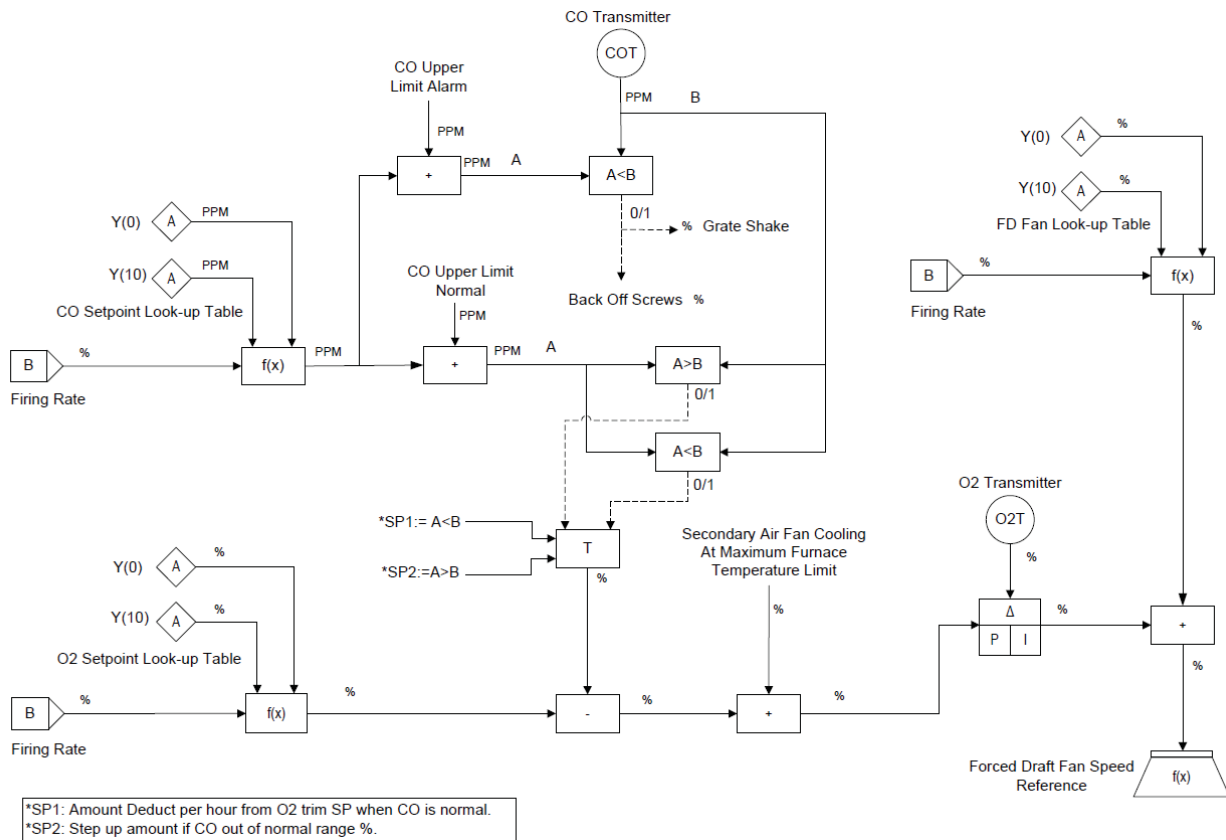 CO Transmitter
COT
CO Upper
Limit Alarm
PPM
B
PPM
%
Y(0)
A
PPM
A
PPM
A
A<B
Y(10)
A
%
FD Fan Look-up Table
0/1
% Grate Shake
Y(0)
A
PPM
Y(10)
A
PPM
CO Setpoint Look-up Table
CO Upper Limit
Normal
PPM
Back Off Screws %
B
%
f(x)
Firing Rate
%
B
%
f(x)
PPM
+
PPM
A
A>B
Firing Rate
0/1
A<B
0/1
+
O2 Transmitter
O2T
%
*SP1:= A<B
*SP2:=A>B
T
%
Secondary Air Fan Cooling
At Maximum Furnace
Temperature Limit
%
Y(0)
A
%
Y(10)
A
%
O2 Setpoint Look-up Table
Δ
P
I
%
+
%
B
%
f(x)
%
-
%
+
%
Firing Rate
Forced Draft Fan Speed
Reference
f(x)
*SP1: Amount Deduct per hour from O2 trim SP when CO is normal.
*SP2: Step up amount if CO out of normal range %.